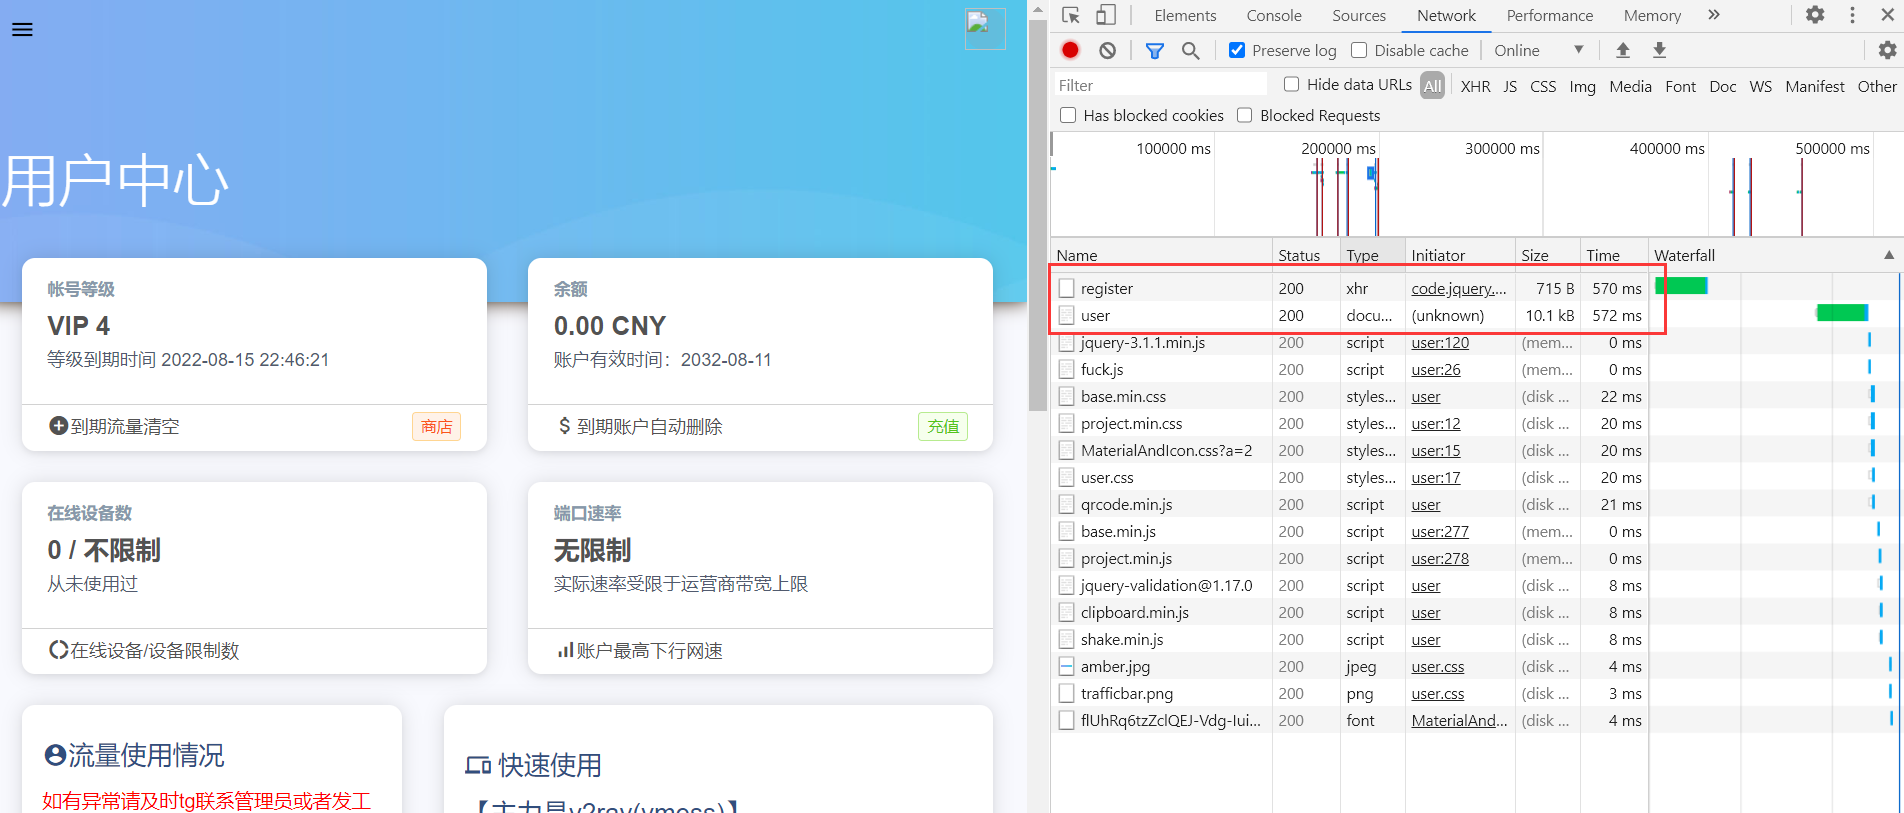 用户中心
帐号等级
VIP 4
等级到期时间 2022-08-15 22:46:21
到期流量清空
商店
余额
0.00 CNY
账户有效时间：2032-08-11
到期账户自动删除
充值
在线设备数
0 / 不限制
从未使用过
在线设备/设备限制数
端口速率
无限制
实际速率受限于运营商带宽上限
账户最高下行网速
流量使用情况
如有异常请及时tg联系管理员或者发工
快速使用
【主力是v2ray(vmess)】
Elements Console Sources Network Performance Memory
Preserve log Disable cache Online
Filter Hide data URLs All XHR JS CSS Img Media Font Doc WS Manifest Other
Has blocked cookies Blocked Requests
100000 ms 200000 ms 300000 ms 400000 ms 500000 ms
Name Status Type Initiator Size Time Waterfall
register 200 xhr code.jquery.... 715 B 570 ms
user 200 docu... (unknown) 10.1 kB 572 ms
jquery-3.1.1.min.js 200 script user:120 (mem... 0 ms
fuck.js 200 script user:26 (mem... 0 ms
base.min.css 200 styles... user (disk ... 22 ms
project.min.css 200 styles... user:12 (disk ... 20 ms
MaterialAndIcon.css?a=2 200 styles... user:15 (disk ... 20 ms
user.css 200 styles... user:17 (disk ... 20 ms
qrcode.min.js 200 script user (disk ... 21 ms
base.min.js 200 script user:277 (mem... 0 ms
project.min.js 200 script user:278 (mem... 0 ms
jquery-validation@1.17.0 200 script user (disk ... 8 ms
clipboard.min.js 200 script user (disk ... 8 ms
shake.min.js 200 script user (disk ... 8 ms
amber.jpg 200 jpeg user.css (disk ... 4 ms
trafficbar.png 200 png user.css (disk ... 3 ms
flUhRq6tzZclQEJ-Vdg-Iui... 200 font MaterialAnd... (disk ... 4 ms